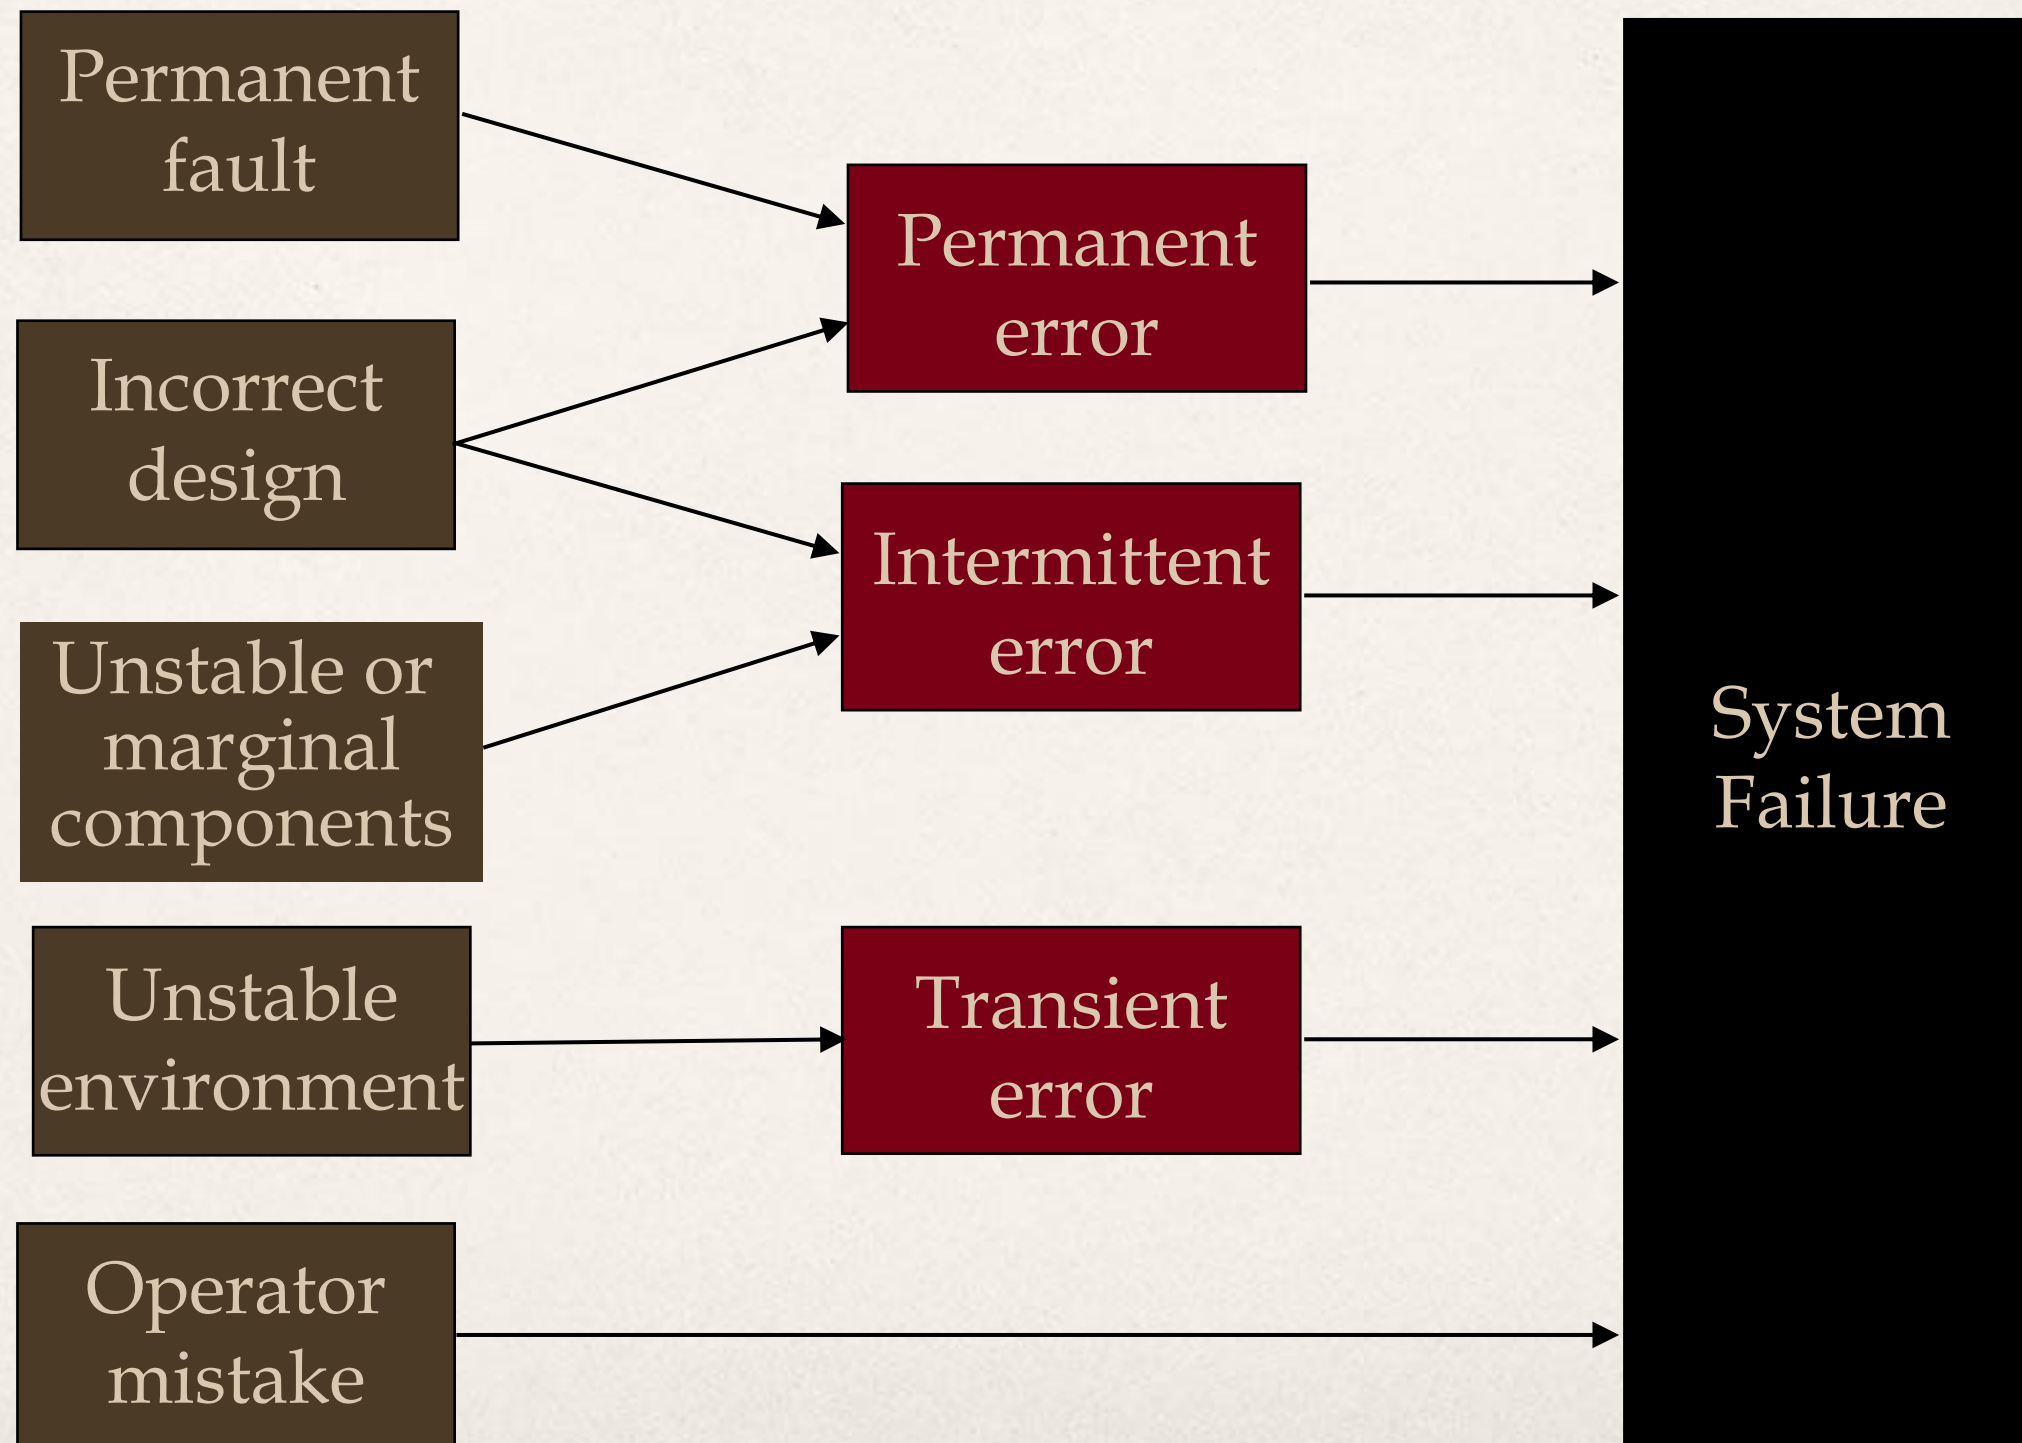 Permanent
fault
Incorrect
design
Unstable or
marginal
components
Unstable
environment
Operator
mistake
Permanent
error
Intermittent
error
Transient
error
System
Failure